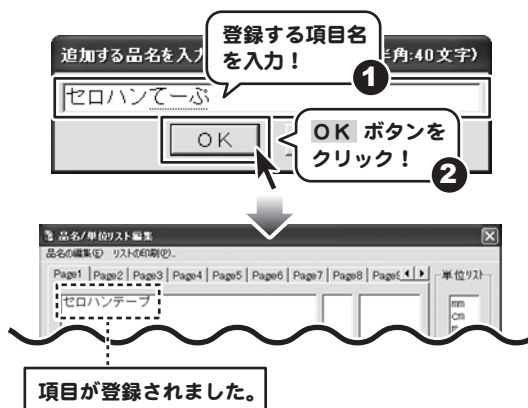 追加する品名を入力
半角:40文字)
登録する項目名
を入力！
1
セロハンてーぷ
OK
OK ボタンを
クリック！
2
品名/単位リスト編集
品名の編集(E) リストの印刷(P)..
Page1 Page2 Page3 Page4 Page5 Page6 Page7 Page8
単位リスト
セロハンテープ
mm
cm
項目が登録されました。